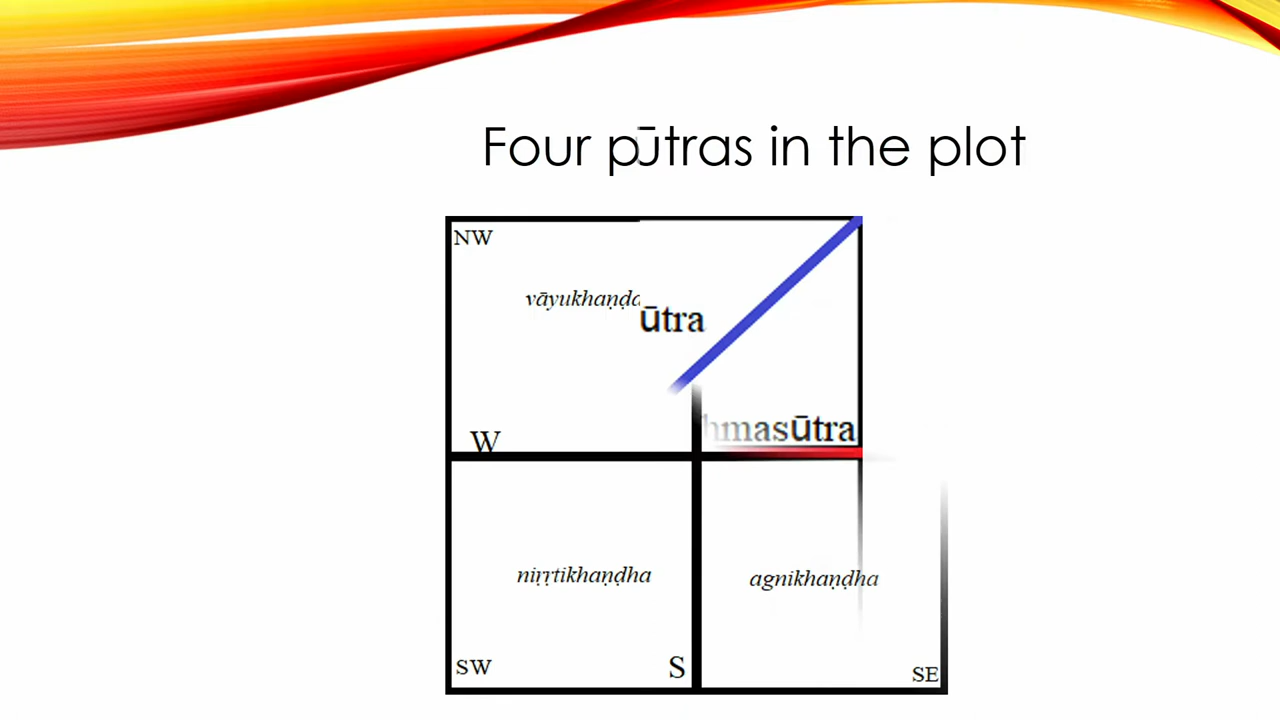 Four pūtras in the plot
NW
vāyukhaṇḍa
ūtra
hmasūtra
W
nirṛtikhaṇḍha
agnikhaṇḍha
SW
S
SE